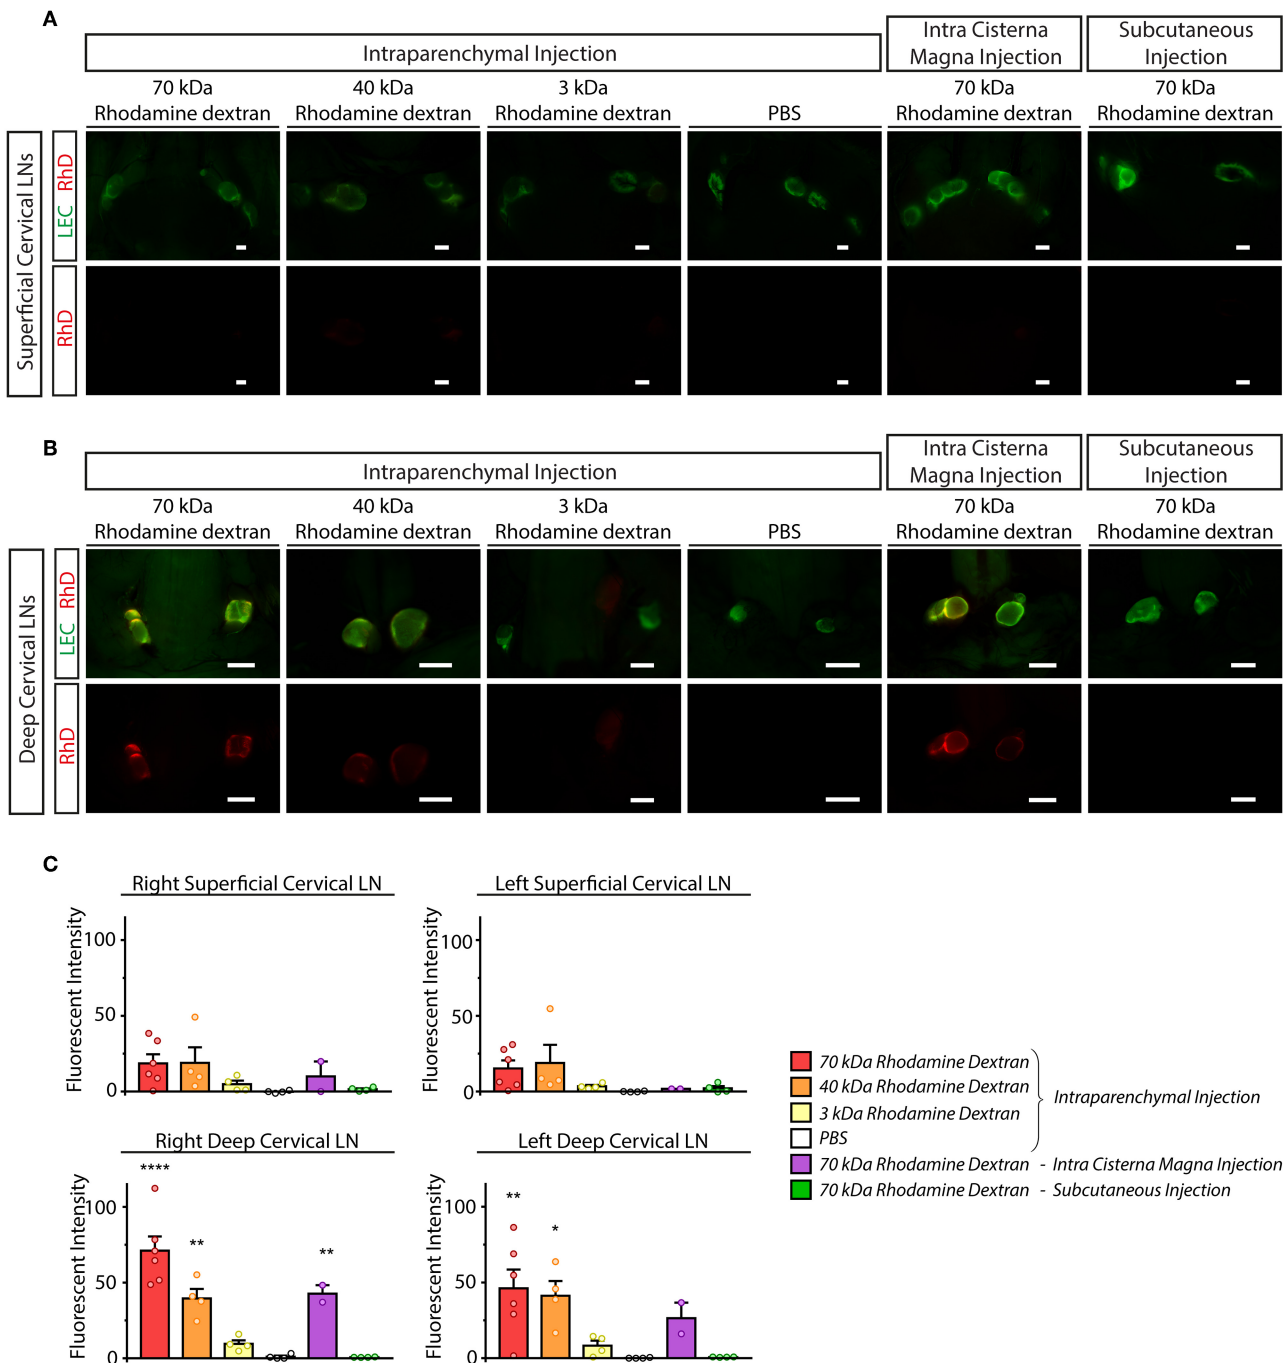 A
Intraparenchymal Injection
Intra Cisterna
Magna Injection
Subcutaneous
Injection
70 kDa
Rhodamine dextran
40 kDa
Rhodamine dextran
3 kDa
Rhodamine dextran
PBS
70 kDa
Rhodamine dextran
70 kDa
Rhodamine dextran
Superficial Cervical LNs
LEC RhD
RhD
B
Intraparenchymal Injection
Intra Cisterna
Magna Injection
Subcutaneous
Injection
70 kDa
Rhodamine dextran
40 kDa
Rhodamine dextran
3 kDa
Rhodamine dextran
PBS
70 kDa
Rhodamine dextran
70 kDa
Rhodamine dextran
Deep Cervical LNs
LEC RhD
RhD
C
Right Superficial Cervical LN
Fluorescent Intensity
100
50
0
Left Superficial Cervical LN
Fluorescent Intensity
100
50
0
Right Deep Cervical LN
Fluorescent Intensity
100
50
0
****
**
**
Left Deep Cervical LN
Fluorescent Intensity
100
50
0
**
*
70 kDa Rhodamine Dextran
40 kDa Rhodamine Dextran
3 kDa Rhodamine Dextran
PBS
Intraparenchymal Injection
70 kDa Rhodamine Dextran - Intra Cisterna Magna Injection
70 kDa Rhodamine Dextran - Subcutaneous Injection